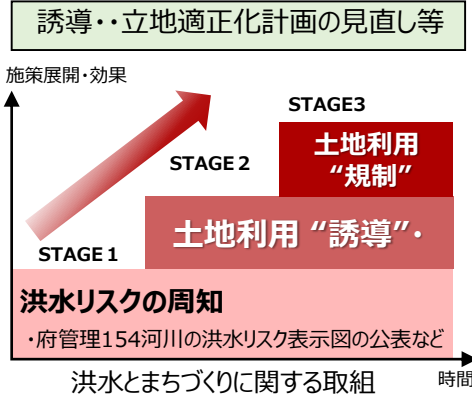 誘導・・立地適正化計画の見直し等
施策展開・効果
STAGE3
土地利用
“規制”
STAGE２
土地利用 “誘導”・
STAGE１
洪水リスクの周知
・府管理154河川の洪水リスク表示図の公表など
洪水とまちづくりに関する取組
時間